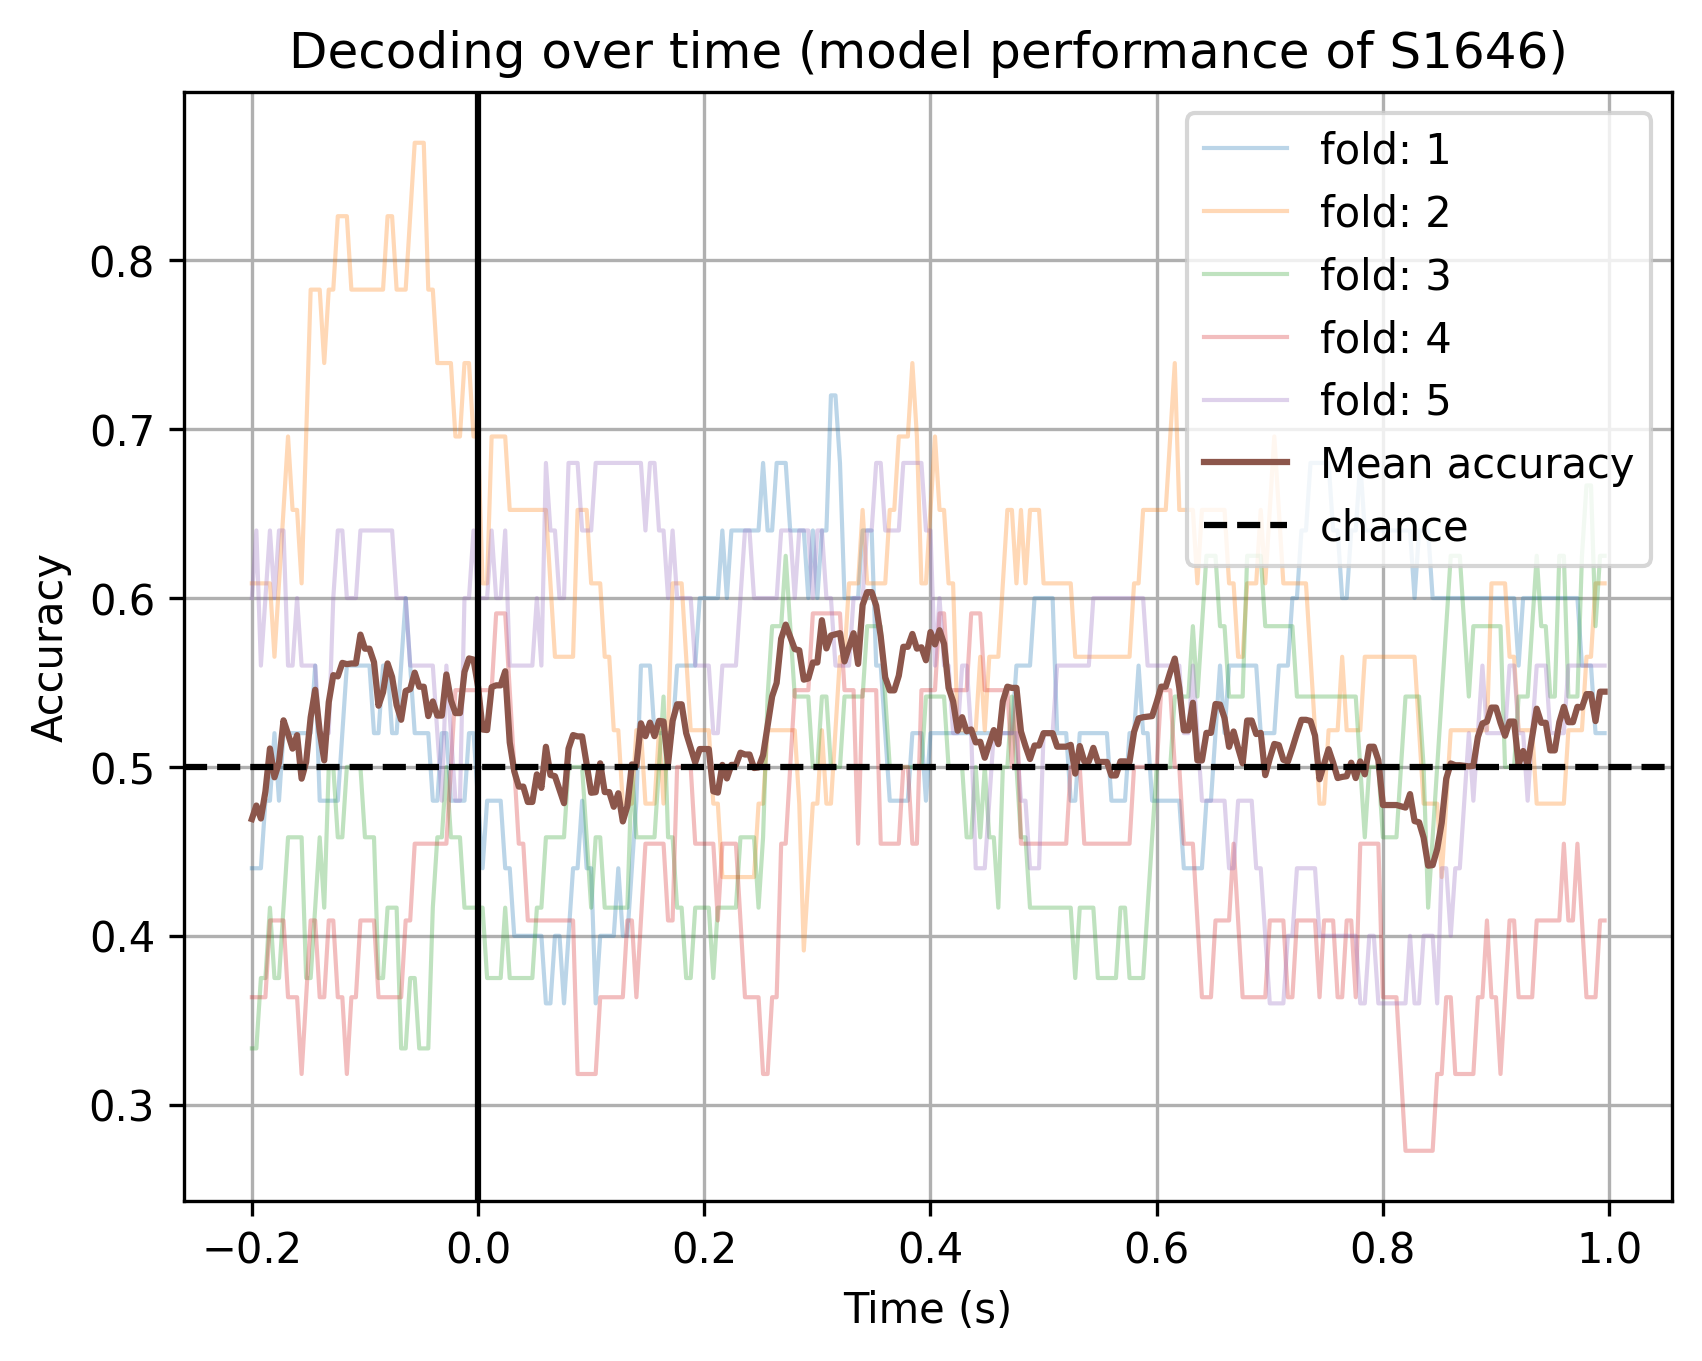 Decoding over time (model performance of S1646)
fold: 1
fold: 2
fold: 3
fold: 4
fold: 5
Mean accuracy
chance
Accuracy
0.8
0.7
0.6
0.5
0.4
0.3
−0.2 0.0 0.2 0.4 0.6 0.8 1.0
Time (s)